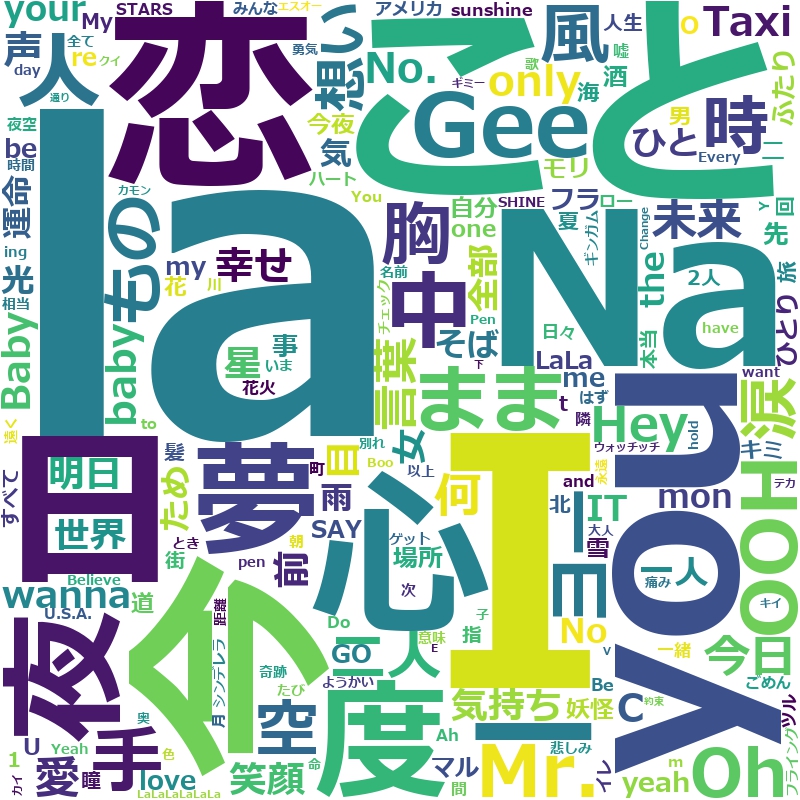 your
My
STARS
みんな
エスオー
アメリカ
sunshine
o
Taxi
声
人
day
全て
re
クイ
恋
勇気
想い
No.
ギミー
only
海
風
人生
嘘
酒
歌
こと
ふたり
夜空
be
時間
今夜
気
Gee
モリ
ひと
男
時
Every
二
通り
カモン
ハート
You
SHINE
フラ
ロー
運命
la
もの
胸
自分
one
夏
ギンガム
Change
未来
Y
回
先
ing
光
相当
my
幸せ
花
川
名前
中
全部
Na
the
2人
旅
Baby
baby
星
事
いま
花火
チェック
そば
Pen
日々
本当
have
ひとり
下
LaLa
言葉
まま
me
t
はず
隣
want
涙
遠く
to
日
夢
髪
町
目
別れ
Boo
女
以上
I
Hey
ウォッチッチ
永遠
hold
キミ
you
明日
すべて
ため
雨
心
何
and
北
IT
mon
テカ
OOH
世界
とき
SAY
朝
ゲット
場所
ー
ヨ
大人
雪
一人
痛み
キイ
Believe
街
pen
前
次
wanna
U.S.A.
道
距離
今
Do
意味
子
指
E
No
v
一緒
今日
夜
シンデレラ
奇跡
GO
二人
ようかい
気持ち
妖怪
Be
ごめん
月
たび
空
度
Ah
一
悲しみ
C
約束
ツル
奥
手
U
Yeah
1
カイ
愛
瞳
love
色
LaLaLaLaLaLa
笑顔
命
マル
間
Mr.
イレ
yeah
m
Oh
フライング